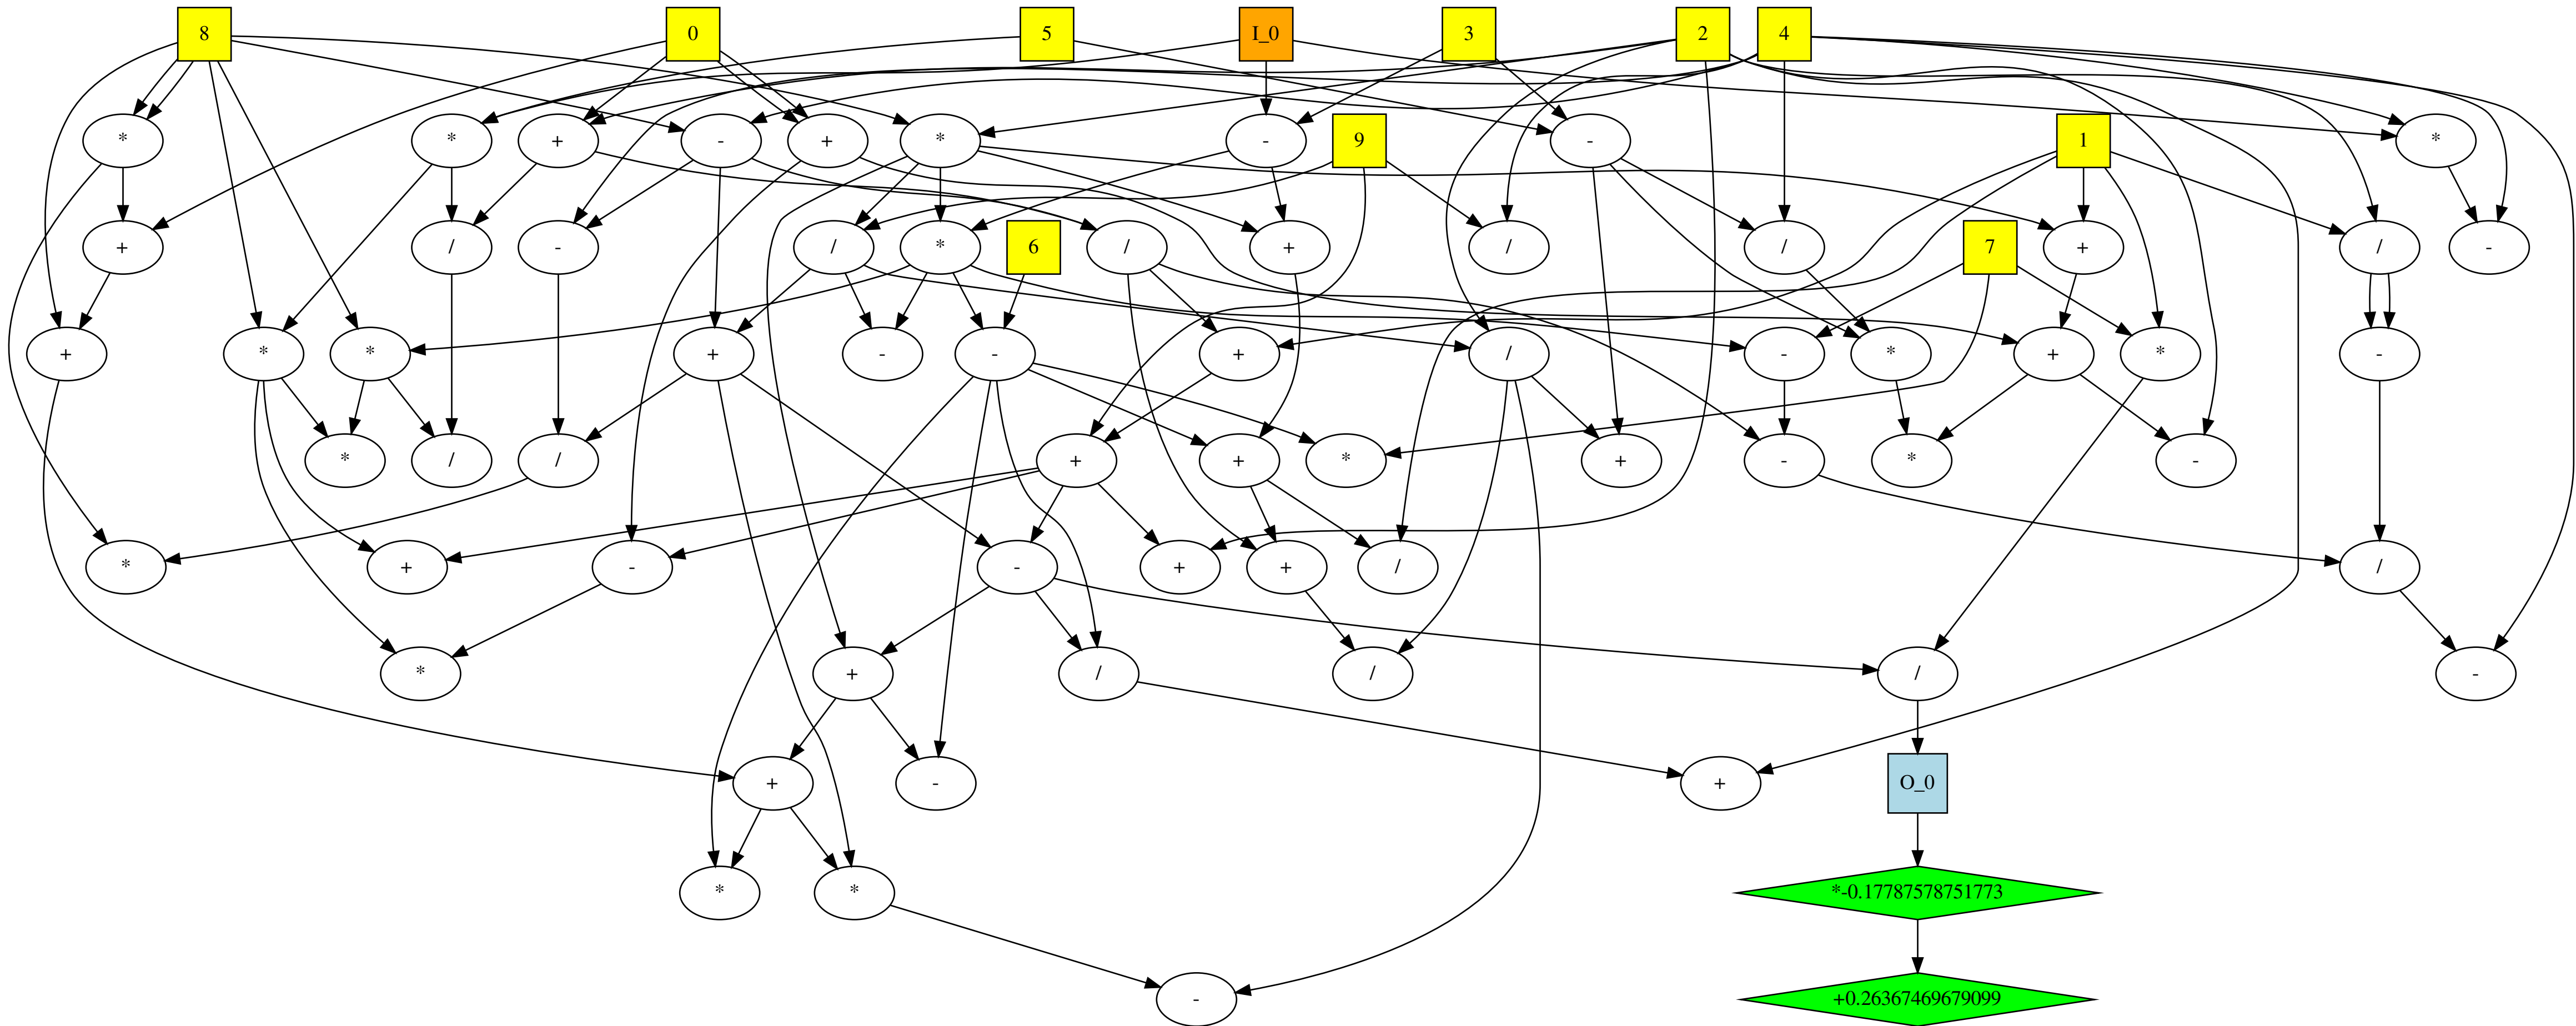 8 0 5 I_0 3 2 4
* * + - + * - 9 - 1 *
+ / - / * 6 / + / / 7 + / -
+ * * + - - + / - * + * -
* / / + + * + - * -
* + - - + + / /
* + / / / -
+ - + O_0
* * *-0.17787578751773
- +0.26367469679099